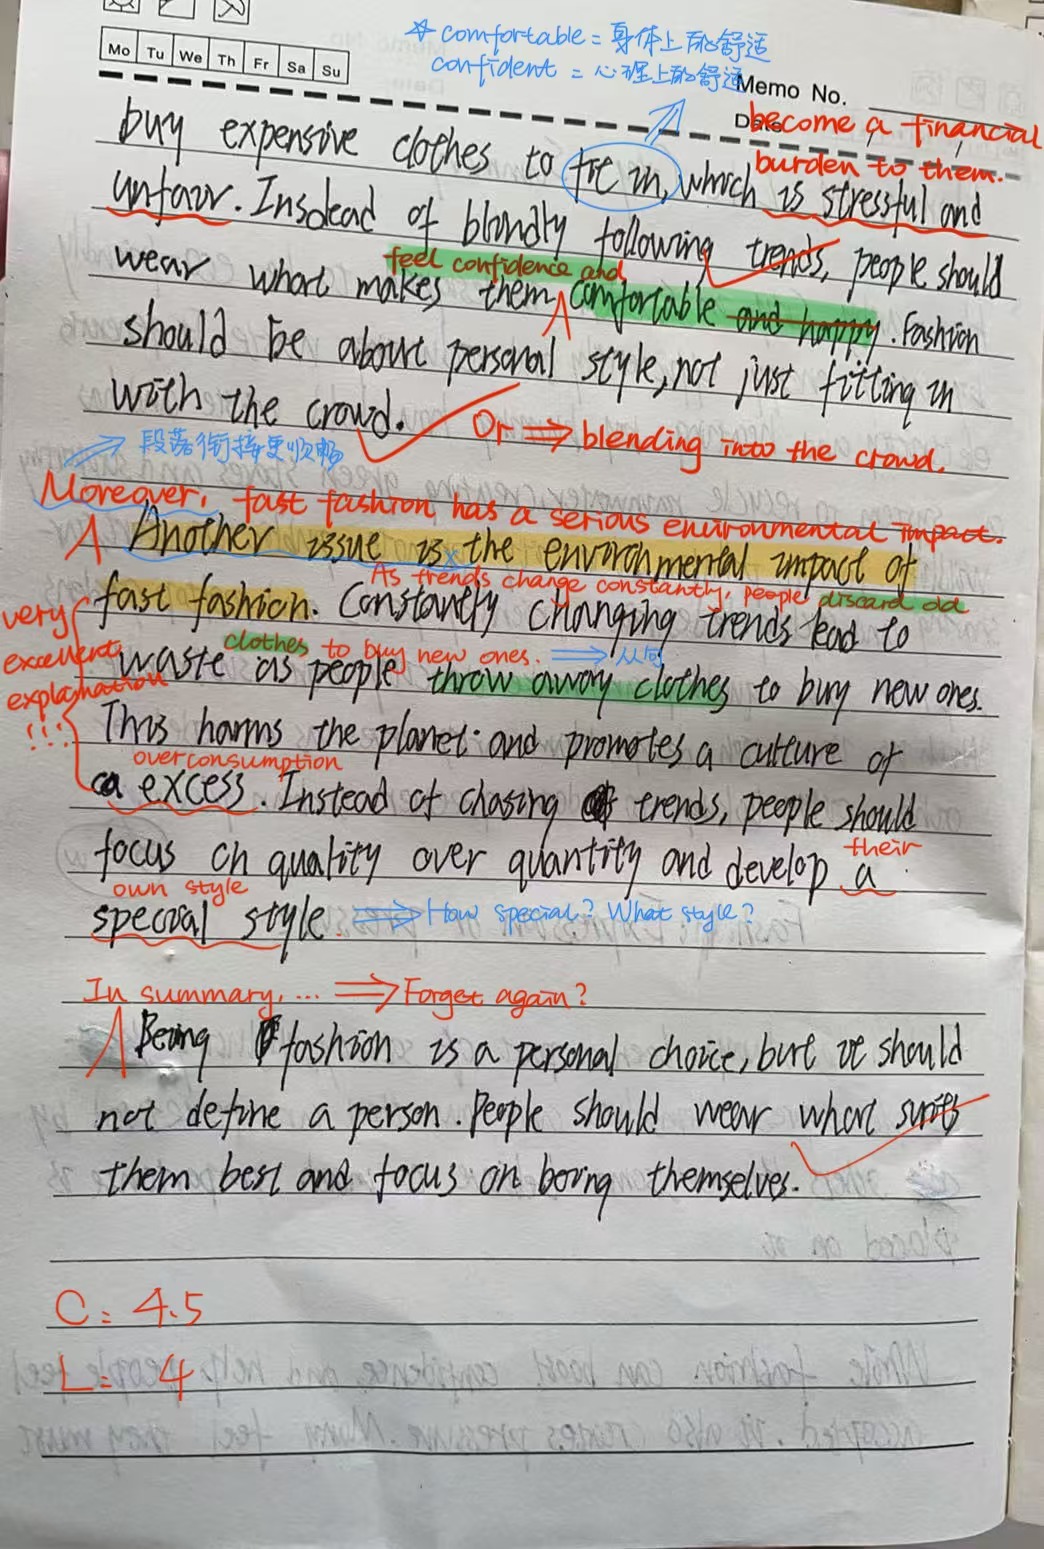 * comfortable = 身体上的舒适
confident = 心理上的舒适
Mo Tu We Th Fr Sa Su
Memo No.
Date
become a financial
burden to them.
buy expensive clothes to fit in, which is stressful and
unfair. Instead of blindly following trends, people should
feel confidence and
wear what makes them comfortable and happy. Fashion
should be about personal style, not just fitting in
with the crowd.
Or ⇒ blending into the crowd.
段落衔接更顺畅
Moreover, fast fashion has a serious environmental impact.
Another issue is the environmental impact of
As trends change constantly, people discard old
fast fashion. Constantly changing trends lead to
clothes to buy new ones. ⇒ 从句
waste as people throw away clothes to buy new ones.
very
excellent
explanation
!!!
This harms the planet and promotes a culture of
overconsumption
a excess. Instead of chasing trends, people should
focus on quality over quantity and develop a
their
own style
special style. ⇒ How special? What style?
In summary, ... ⇒ Forget again?
Being fashion is a personal choice, but it should
not define a person. People should wear what suits
them best and focus on being themselves.
C: 4.5
L: 4